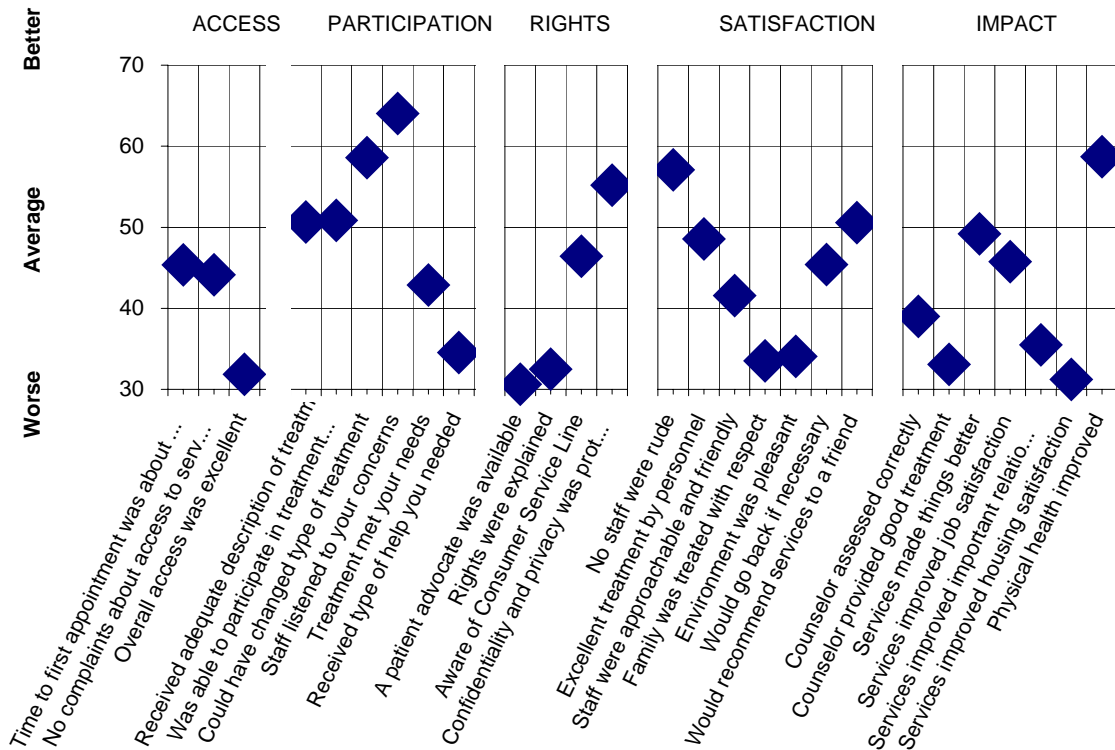 ACCESS
PARTICIPATION
RIGHTS
SATISFACTION
IMPACT
Better
Average
Worse
70
60
50
40
30
Time to first appointment was about ...
No complaints about access to serv...
Overall access was excellent
Received adequate description of treatm
Was able to participate in treatment...
Could have changed type of treatment
Staff listened to your concerns
Treatment met your needs
Received type of help you needed
A patient advocate was available
Rights were explained
Aware of Consumer Service Line
Confidentiality and privacy was prot...
No staff were rude
Excellent treatment by personnel
Staff were approachable and friendly
Family was treated with respect
Environment was pleasant
Would go back if necessary
Would recommend services to a friend
Counselor assessed correctly
Counselor provided good treatment
Services made things better
Services improved job satisfaction
Services improved important relatio...
Services improved housing satisfaction
Physical health improved